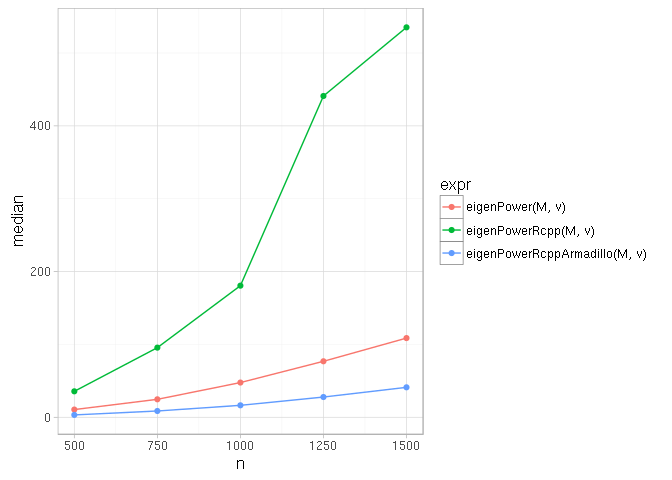 median
400
200
0
500
750
1000
1250
1500
n
expr
eigenPower(M, v)
eigenPowerRcpp(M, v)
eigenPowerRcppArmadillo(M, v)